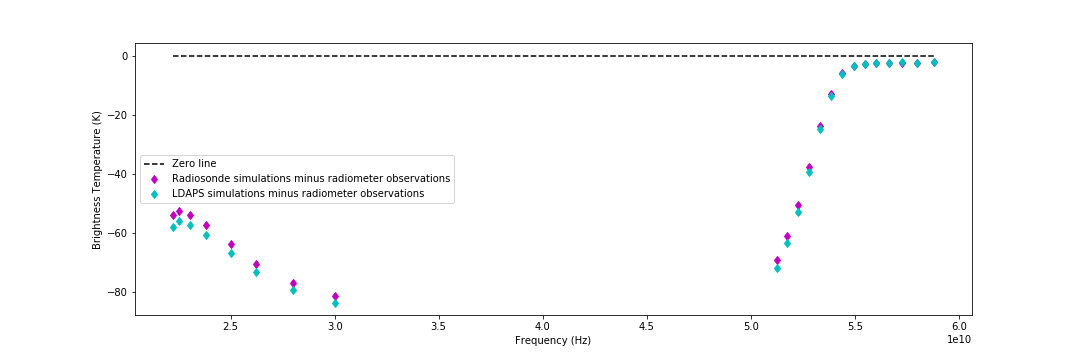 0
−20
−40
−60
−80
Brightness Temperature (K)
Zero line
Radiosonde simulations minus radiometer observations
LDAPS simulations minus radiometer observations
2.5 3.0 3.5 4.0 4.5 5.0 5.5 6.0
1e10
Frequency (Hz)